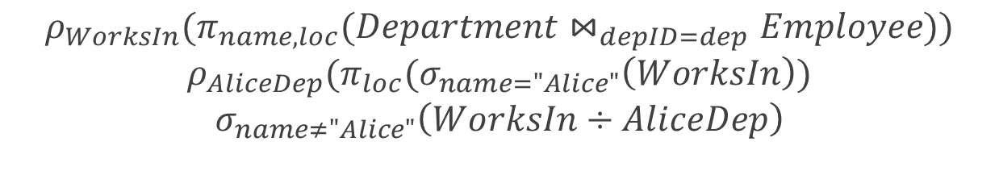 ρ_WorksIn(π_name,loc(Department ⋈_depID=dep Employee))
ρ_AliceDep(π_loc(σ_name="Alice"(WorksIn))
σ_name≠"Alice"(WorksIn ÷ AliceDep)